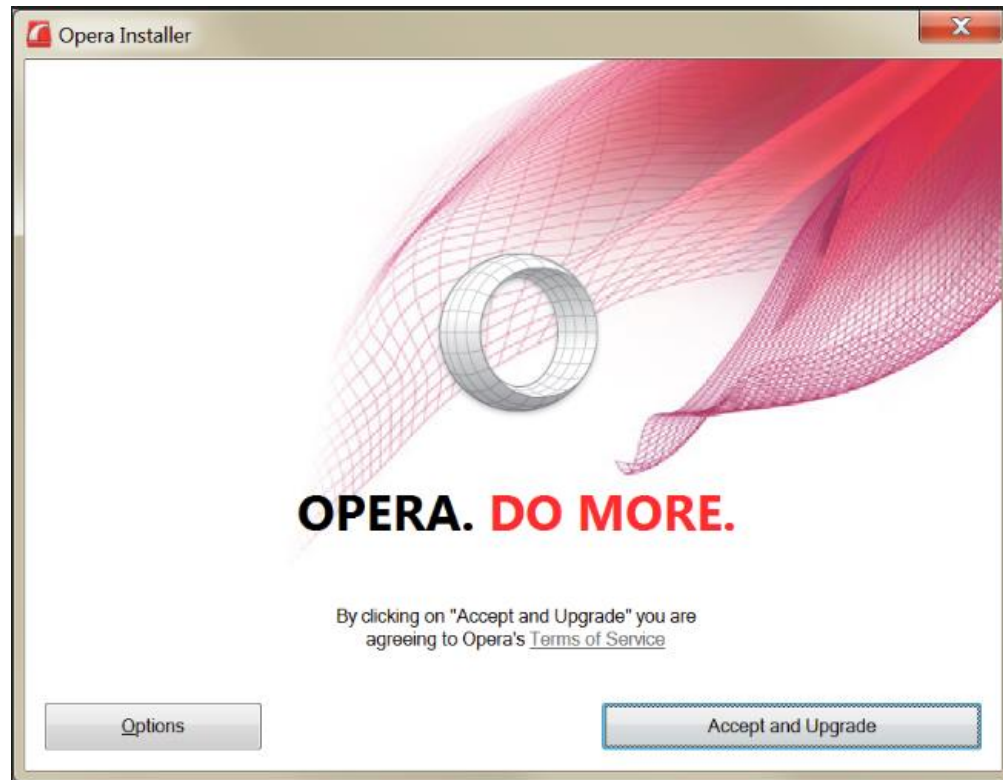 Opera Installer
OPERA. DO MORE.
By clicking on "Accept and Upgrade" you are
agreeing to Opera's Terms of Service
Options
Accept and Upgrade